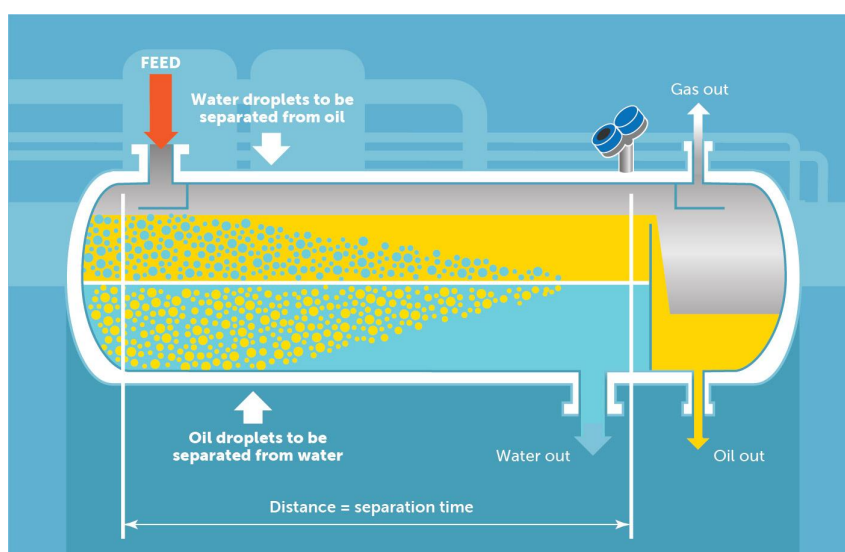 FEED
Water droplets to be
separated from oil
Gas out
Oil droplets to be
separated from water
Water out
Oil out
Distance = separation time